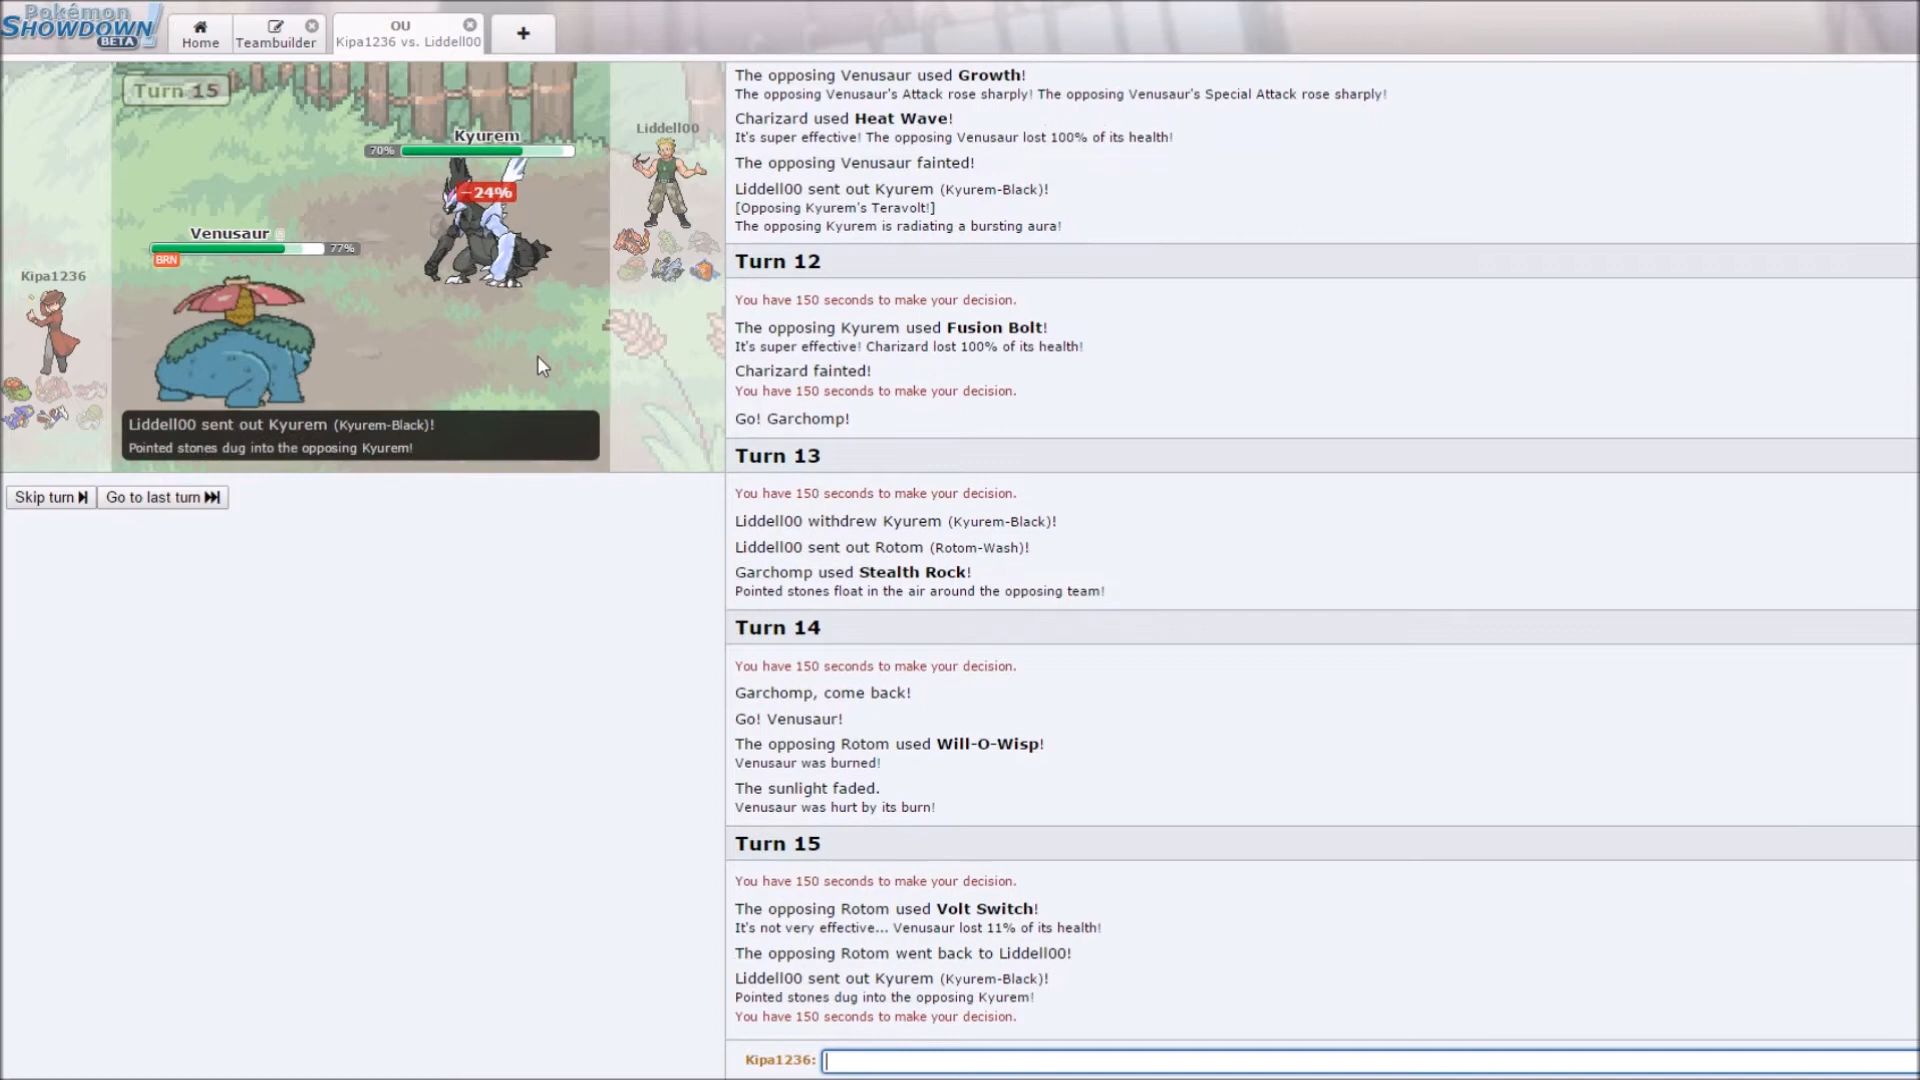 Pokémon
SHOWDOWN!
BETA
Home
Teambuilder
OU
Kipa1236 vs. Liddell00
+
Turn 15
Kyurem
70%
−24%
Venusaur
77%
BRN
Liddell00
Kipa1236
Liddell00 sent out Kyurem (Kyurem-Black)!
Pointed stones dug into the opposing Kyurem!
Skip turn
Go to last turn
The opposing Venusaur used Growth!
The opposing Venusaur's Attack rose sharply! The opposing Venusaur's Special Attack rose sharply!
Charizard used Heat Wave!
It's super effective! The opposing Venusaur lost 100% of its health!
The opposing Venusaur fainted!
Liddell00 sent out Kyurem (Kyurem-Black)!
[Opposing Kyurem's Teravolt!]
The opposing Kyurem is radiating a bursting aura!
Turn 12
You have 150 seconds to make your decision.
The opposing Kyurem used Fusion Bolt!
It's super effective! Charizard lost 100% of its health!
Charizard fainted!
You have 150 seconds to make your decision.
Go! Garchomp!
Turn 13
You have 150 seconds to make your decision.
Liddell00 withdrew Kyurem (Kyurem-Black)!
Liddell00 sent out Rotom (Rotom-Wash)!
Garchomp used Stealth Rock!
Pointed stones float in the air around the opposing team!
Turn 14
You have 150 seconds to make your decision.
Garchomp, come back!
Go! Venusaur!
The opposing Rotom used Will-O-Wisp!
Venusaur was burned!
The sunlight faded.
Venusaur was hurt by its burn!
Turn 15
You have 150 seconds to make your decision.
The opposing Rotom used Volt Switch!
It's not very effective... Venusaur lost 11% of its health!
The opposing Rotom went back to Liddell00!
Liddell00 sent out Kyurem (Kyurem-Black)!
Pointed stones dug into the opposing Kyurem!
You have 150 seconds to make your decision.
Kipa1236: